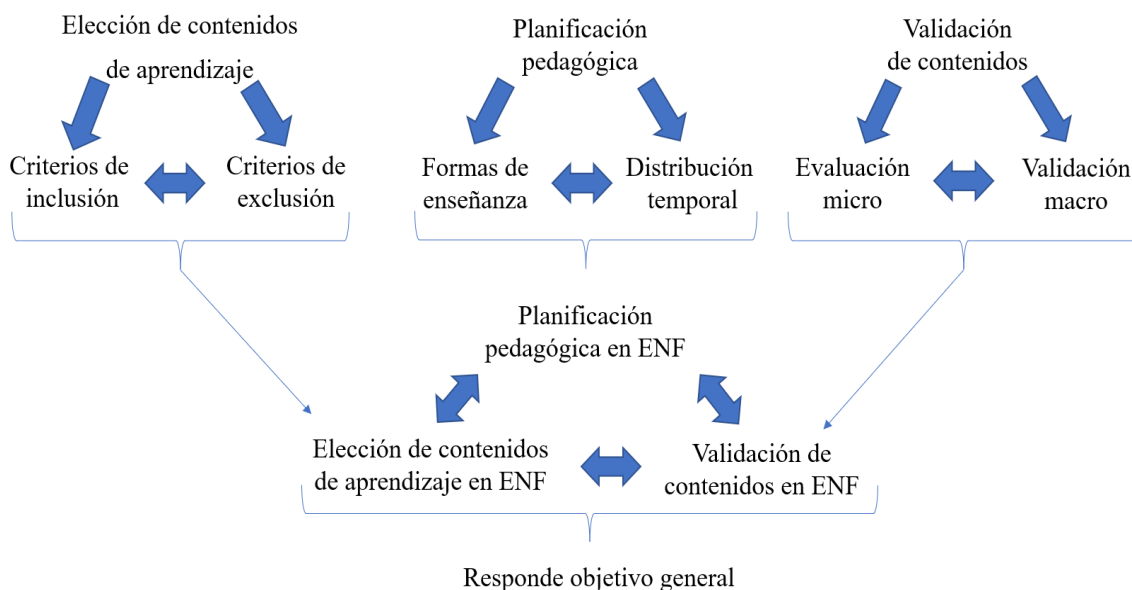 Elección de contenidos
de aprendizaje
Criterios de
inclusión
Criterios de
exclusión
Planificación
pedagógica
Formas de
enseñanza
Distribución
temporal
Validación
de contenidos
Evaluación
micro
Validación
macro
Planificación
pedagógica en ENF
Elección de contenidos
de aprendizaje en ENF
Validación de
contenidos en ENF
Responde objetivo general